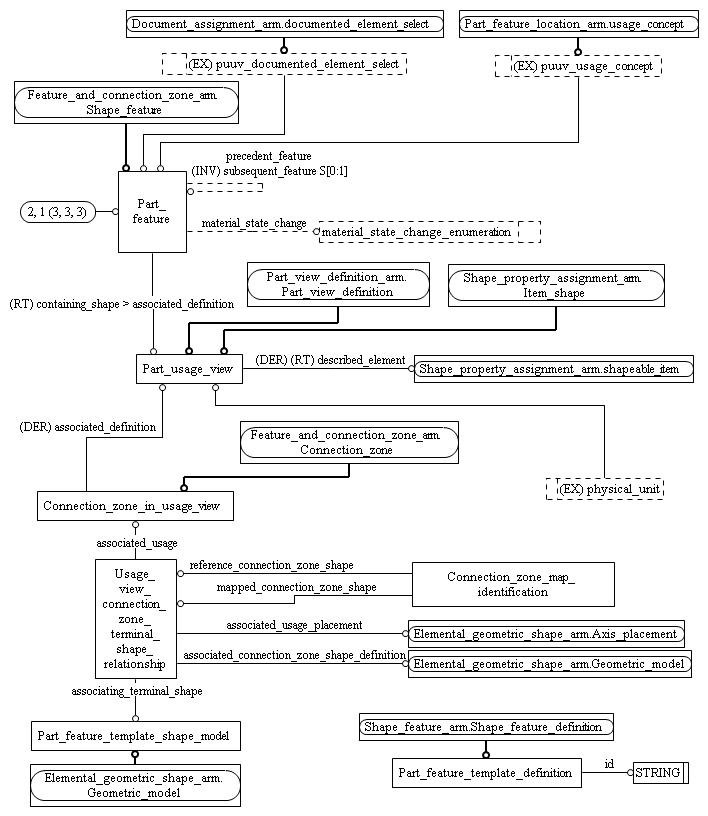 Document_assignment_arm.documented_element_select
Part_feature_location_arm.usage_concept
(EX) puuv_documented_element_select
(EX) puuv_usage_concept
Feature_and_connection_zone_arm.
Shape_feature
precedent_feature
(INV) subsequent_feature S[0:1]
2, 1 (3, 3, 3)
Part_
feature
material_state_change
material_state_change_enumeration
(RT) containing_shape > associated_definition
Part_view_definition_arm.
Part_view_definition
Shape_property_assignment_arm.
Item_shape
Part_usage_view
(DER) (RT) described_element
Shape_property_assignment_arm.shapeable_item
(DER) associated_definition
Feature_and_connection_zone_arm.
Connection_zone
(EX) physical_unit
Connection_zone_in_usage_view
associated_usage
Usage_
view_
connection_
zone_
terminal_
shape_
relationship
reference_connection_zone_shape
mapped_connection_zone_shape
Connection_zone_map_
identification
associated_usage_placement
Elemental_geometric_shape_arm.Axis_placement
associated_connection_zone_shape_definition
Elemental_geometric_shape_arm.Geometric_model
associating_terminal_shape
Part_feature_template_shape_model
Elemental_geometric_shape_arm.
Geometric_model
Shape_feature_arm.Shape_feature_definition
Part_feature_template_definition
id
STRING